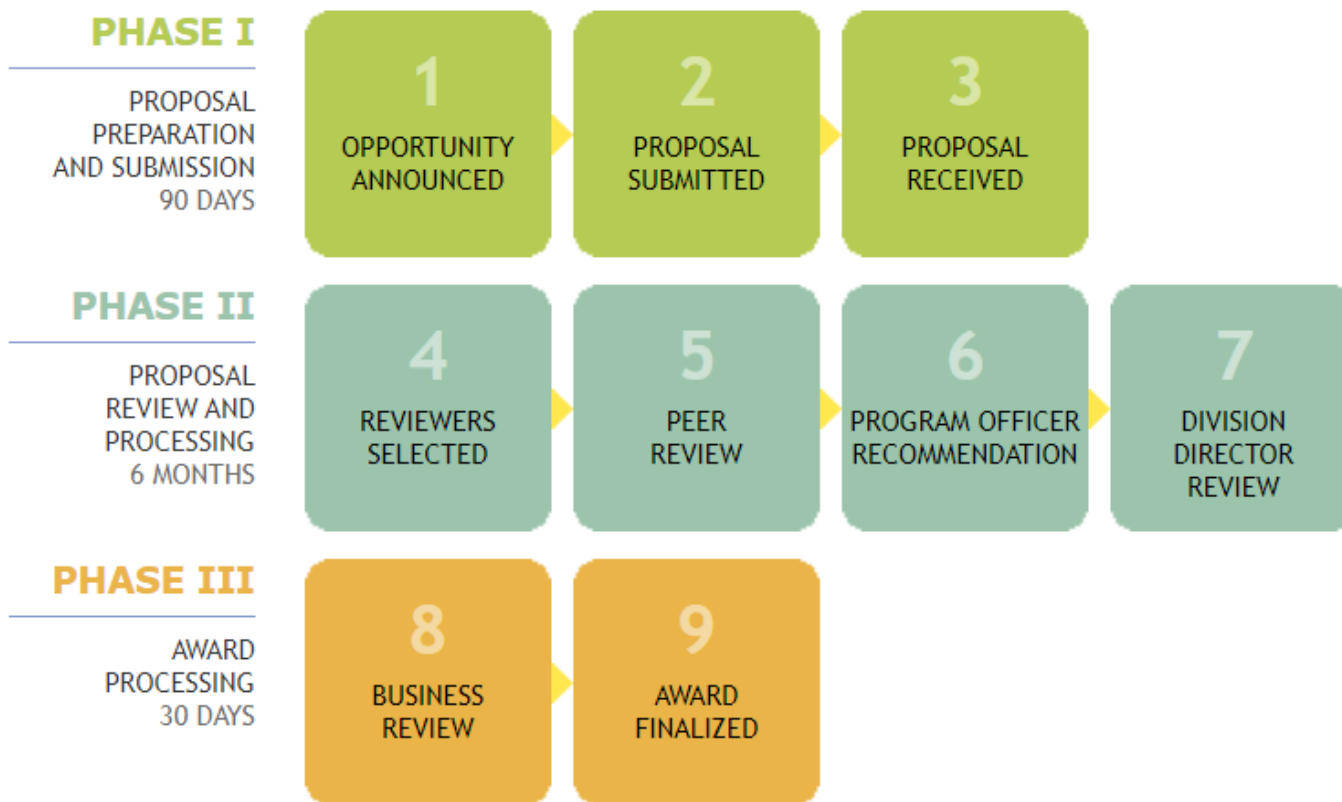 PHASE I
PROPOSAL
PREPARATION
AND SUBMISSION
90 DAYS
1
OPPORTUNITY
ANNOUNCED
2
PROPOSAL
SUBMITTED
3
PROPOSAL
RECEIVED
PHASE II
PROPOSAL
REVIEW AND
PROCESSING
6 MONTHS
4
REVIEWERS
SELECTED
5
PEER
REVIEW
6
PROGRAM OFFICER
RECOMMENDATION
7
DIVISION
DIRECTOR
REVIEW
PHASE III
AWARD
PROCESSING
30 DAYS
8
BUSINESS
REVIEW
9
AWARD
FINALIZED